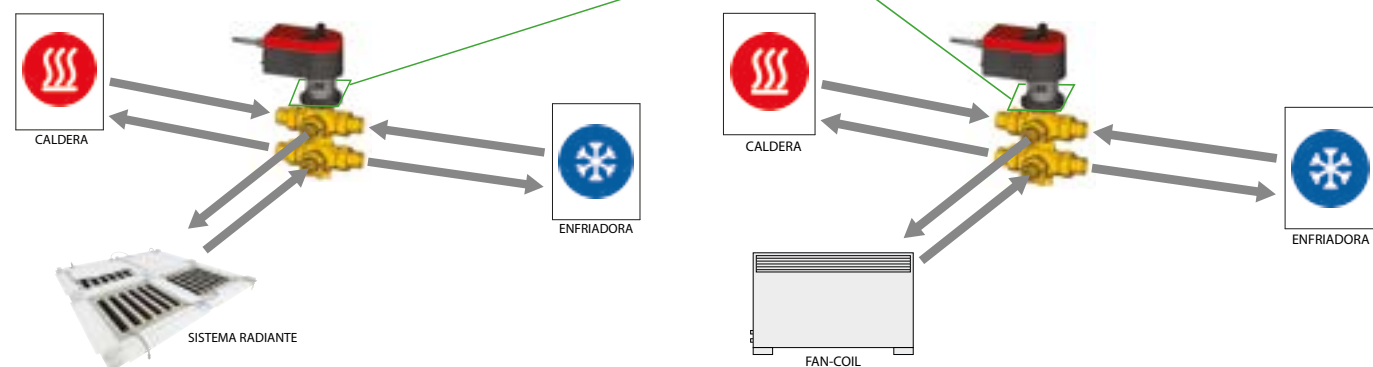 CALDERA
ENFRIADORA
SISTEMA RADIANTE
CALDERA
ENFRIADORA
FAN-COIL